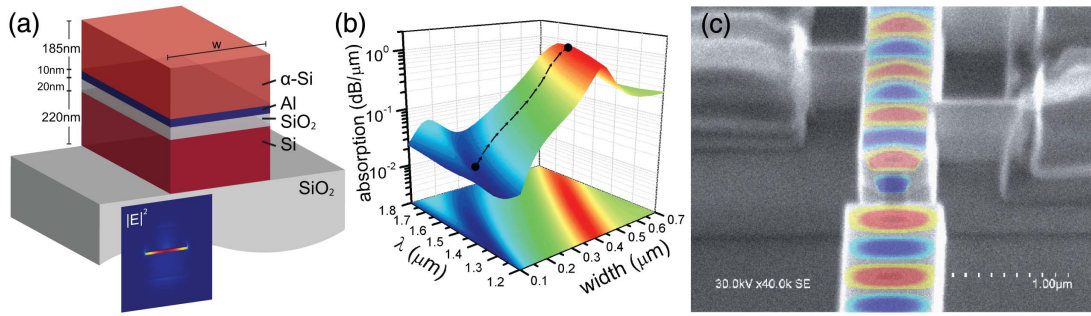 (a)
w
185nm
10nm
20nm
220nm
α-Si
Al
SiO₂
Si
SiO₂
|E|²
(b)
absorption (dB/μm)
10⁰
10⁻¹
10⁻²
1.8
1.7
1.6
1.5
1.4
1.3
1.2
λ (μm)
0.1
0.2
0.3
0.4
0.5
0.6
0.7
width (μm)
(c)
30.0kV x40.0k SE
1.00μm